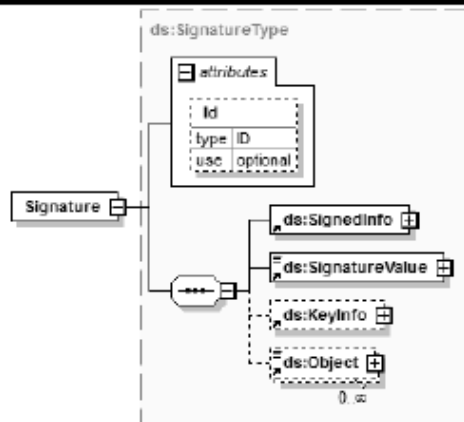 ds:SignatureType
attributes
Id
type ID
use optional
Signature
ds:SignedInfo
ds:SignatureValue
ds:KeyInfo
ds:Object
0..∞